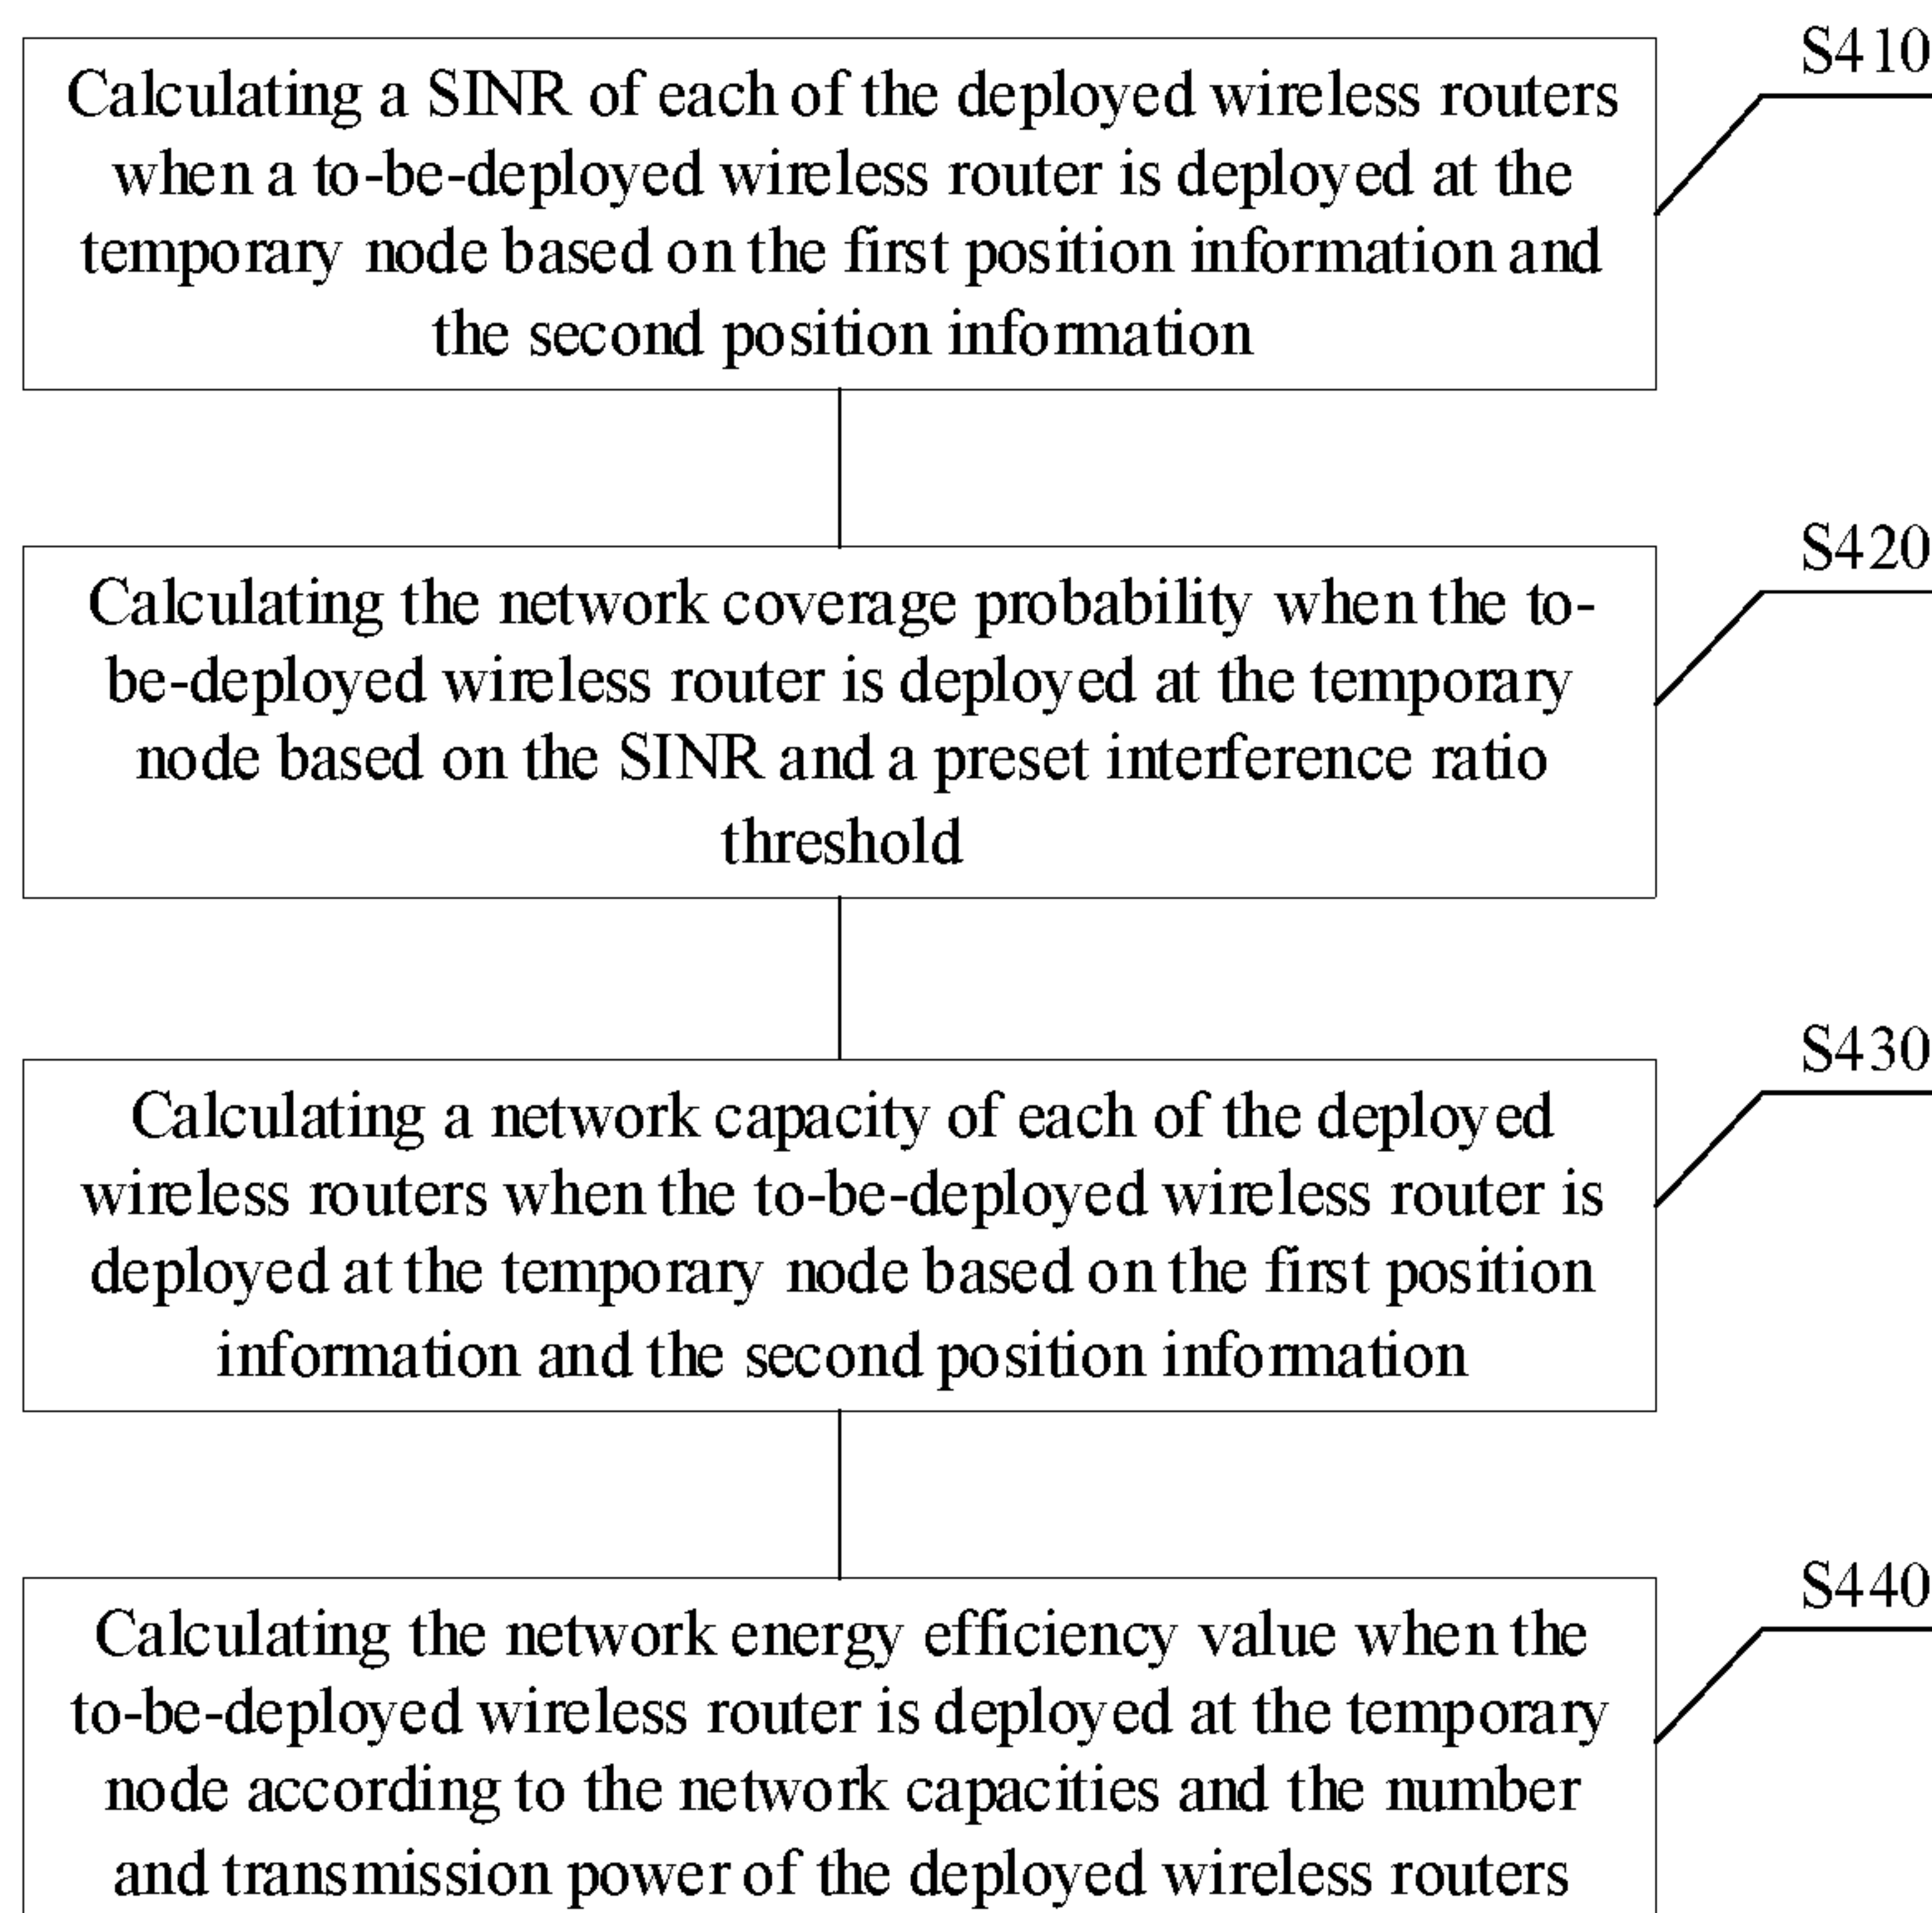 S410
Calculating a SINR of each of the deployed wireless routers
when a to-be-deployed wireless router is deployed at the
temporary node based on the first position information and
the second position information
S420
Calculating the network coverage probability when the to-
be-deployed wireless router is deployed at the temporary
node based on the SINR and a preset interference ratio
threshold
S430
Calculating a network capacity of each of the deployed
wireless routers when the to-be-deployed wireless router is
deployed at the temporary node based on the first position
information and the second position information
S440
Calculating the network energy efficiency value when the
to-be-deployed wireless router is deployed at the temporary
node according to the network capacities and the number
and transmission power of the deployed wireless routers